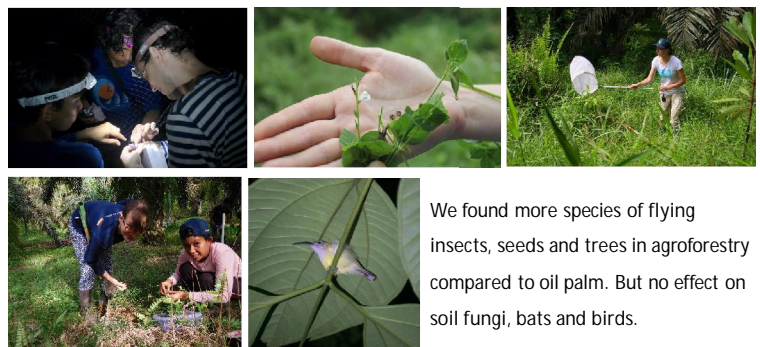 We found more species of flying
insects, seeds and trees in agroforestry
compared to oil palm. But no effect on
soil fungi, bats and birds.